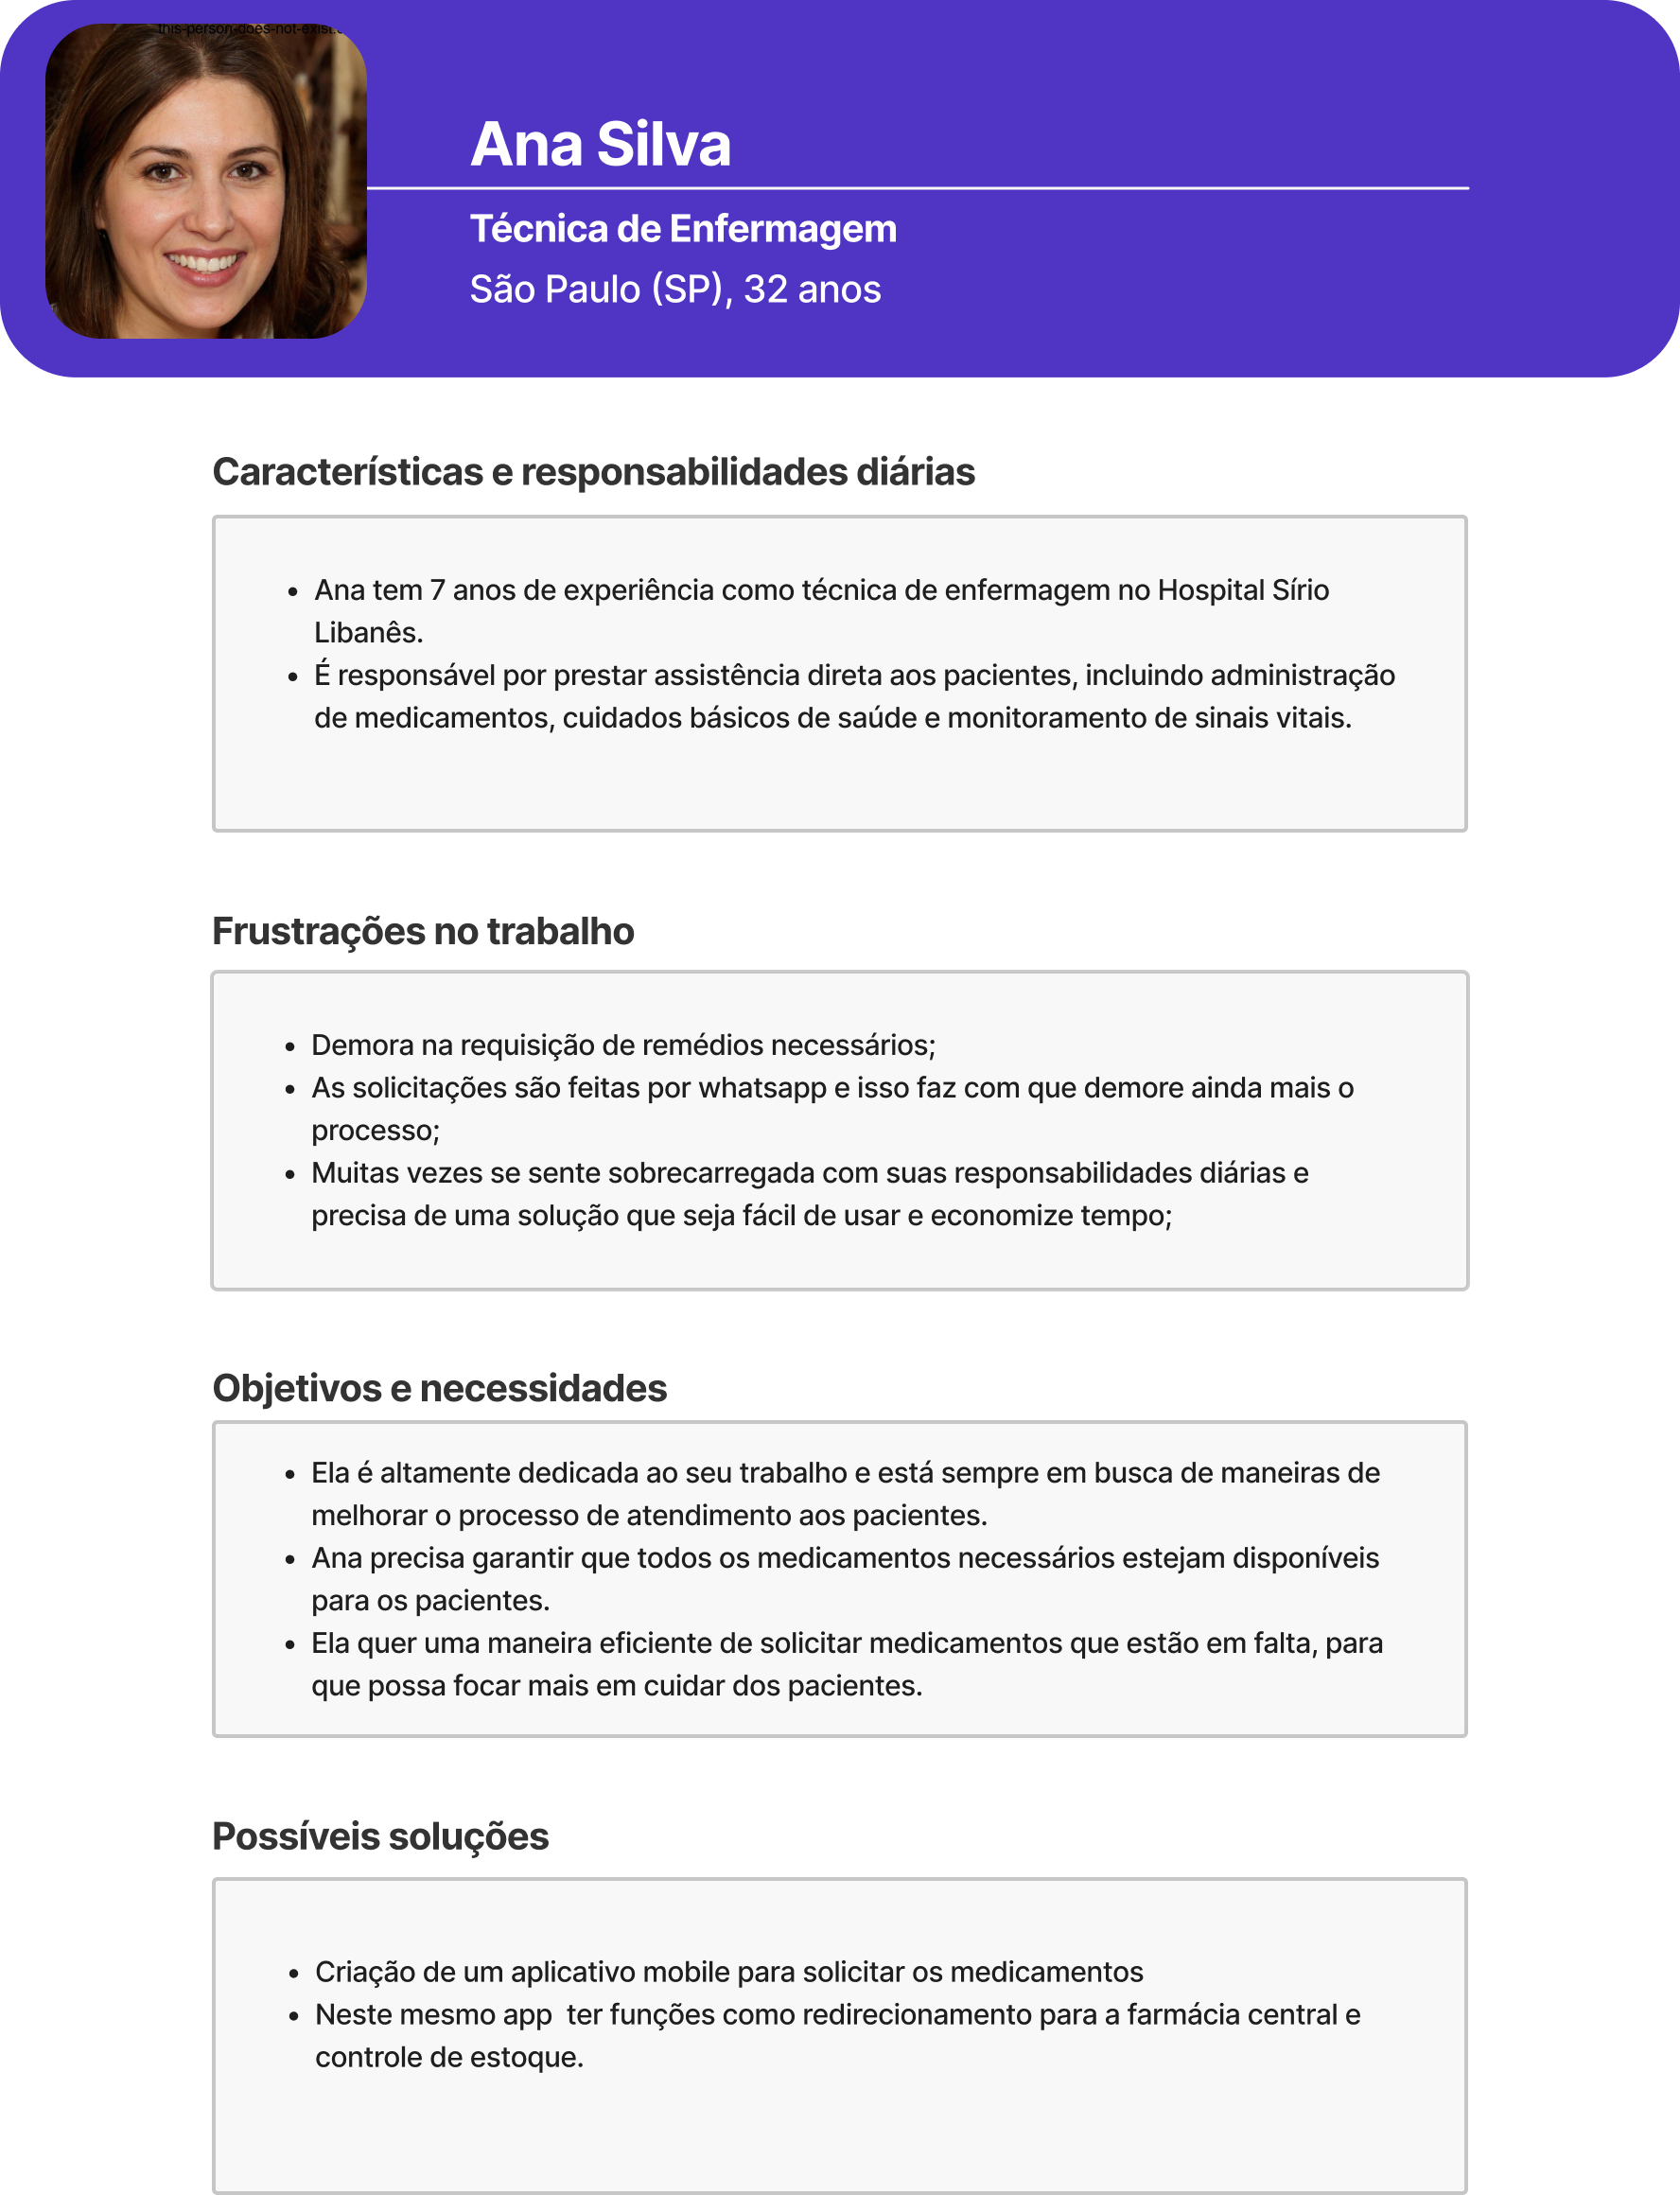 this-person-does-not-exist.c
Ana Silva
Técnica de Enfermagem
São Paulo (SP), 32 anos
Características e responsabilidades diárias
• Ana tem 7 anos de experiência como técnica de enfermagem no Hospital Sírio
Libanês.
• É responsável por prestar assistência direta aos pacientes, incluindo administração
de medicamentos, cuidados básicos de saúde e monitoramento de sinais vitais.
Frustrações no trabalho
• Demora na requisição de remédios necessários;
• As solicitações são feitas por whatsapp e isso faz com que demore ainda mais o
processo;
• Muitas vezes se sente sobrecarregada com suas responsabilidades diárias e
precisa de uma solução que seja fácil de usar e economize tempo;
Objetivos e necessidades
• Ela é altamente dedicada ao seu trabalho e está sempre em busca de maneiras de
melhorar o processo de atendimento aos pacientes.
• Ana precisa garantir que todos os medicamentos necessários estejam disponíveis
para os pacientes.
• Ela quer uma maneira eficiente de solicitar medicamentos que estão em falta, para
que possa focar mais em cuidar dos pacientes.
Possíveis soluções
• Criação de um aplicativo mobile para solicitar os medicamentos
• Neste mesmo app  ter funções como redirecionamento para a farmácia central e
controle de estoque.